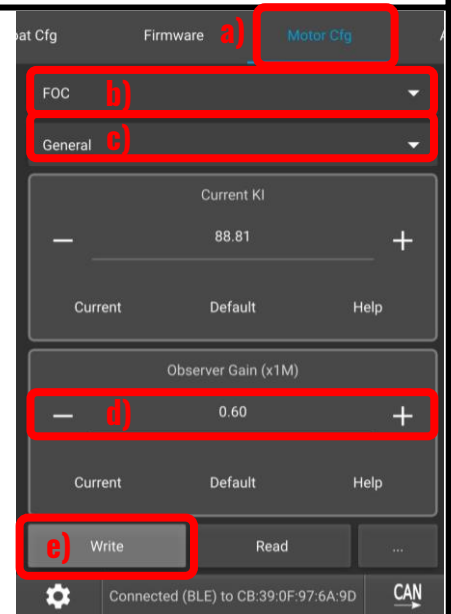 at Cfg Firmware a) Motor Cfg
FOC b)
General c)
Current KI
— 88.81 +
Current Default Help
Observer Gain (x1M)
— d) 0.60 +
Current Default Help
e) Write Read ...
Connected (BLE) to CB:39:0F:97:6A:9D CAN